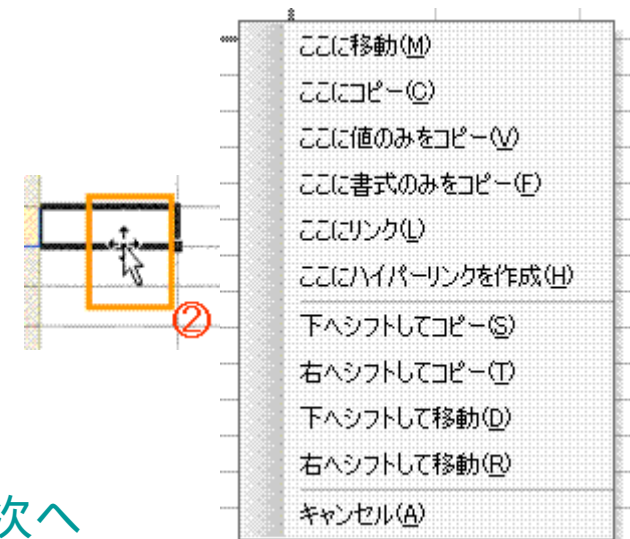 ここに移動(M)
ここにコピー(C)
ここに値のみをコピー(V)
ここに書式のみをコピー(F)
ここにリンク(L)
ここにハイパーリンクを作成(H)
②
下へシフトしてコピー(S)
右へシフトしてコピー(T)
下へシフトして移動(D)
右へシフトして移動(R)
キャンセル(A)
次へ